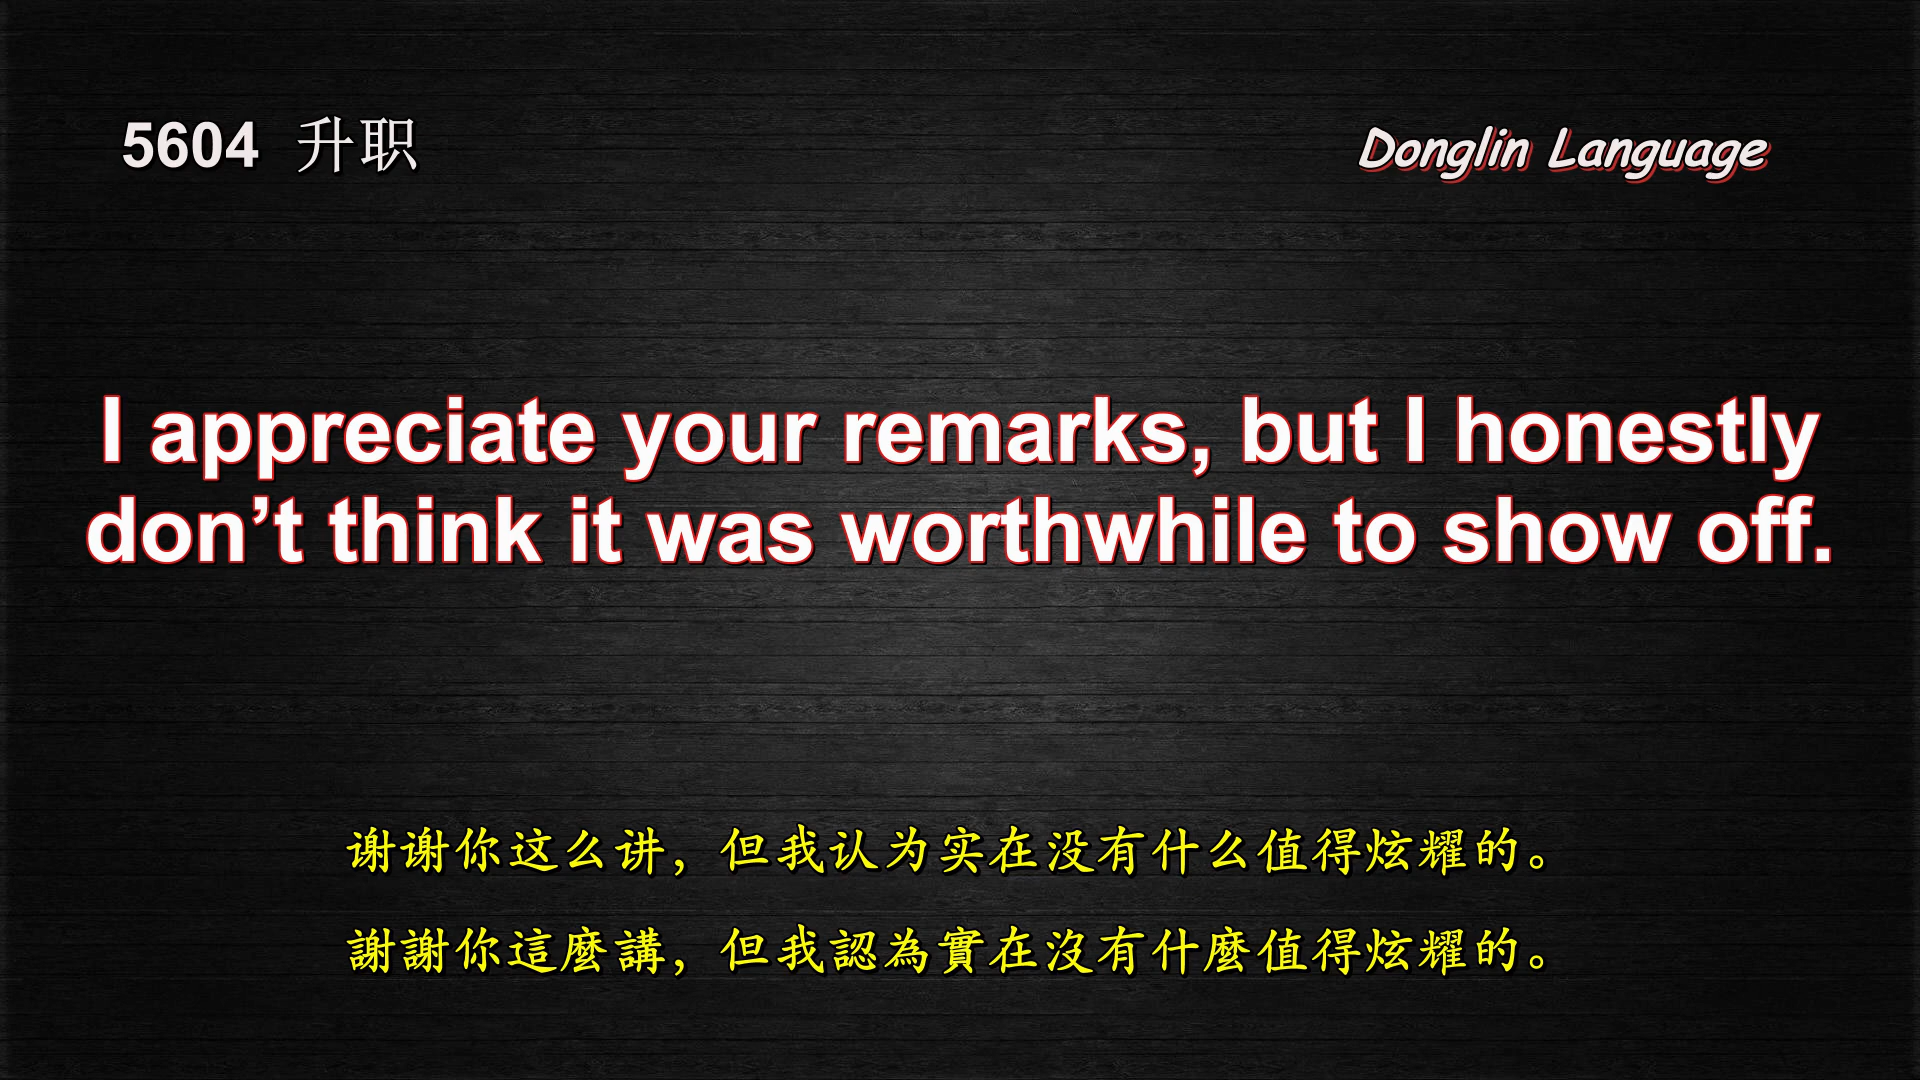 5604 升职
Donglin Language
I appreciate your remarks, but I honestly
don’t think it was worthwhile to show off.
谢谢你这么讲，但我认为实在没有什么值得炫耀的。
謝謝你這麼講，但我認為實在沒有什麼值得炫耀的。